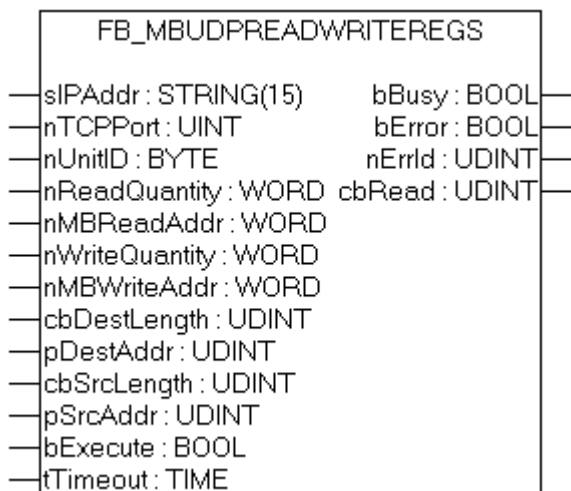 FB_MBUDPREADWRITEREGS
sIPAddr : STRING(15) bBusy : BOOL
nTCPPort : UINT bError : BOOL
nUnitID : BYTE nErrId : UDINT
nReadQuantity : WORD cbRead : UDINT
nMBReadAddr : WORD
nWriteQuantity : WORD
nMBWriteAddr : WORD
cbDestLength : UDINT
pDestAddr : UDINT
cbSrcLength : UDINT
pSrcAddr : UDINT
bExecute : BOOL
tTimeout : TIME